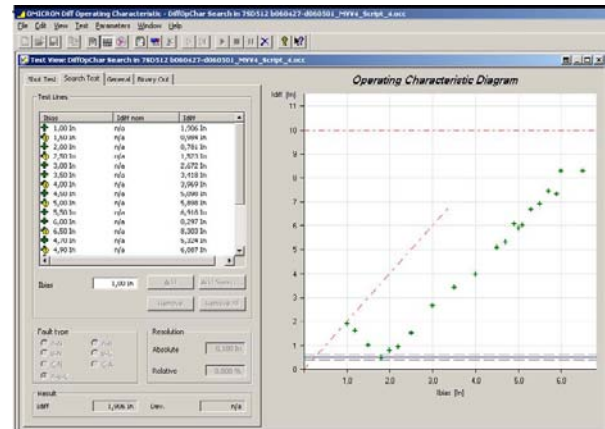 OMICRON Diff Operating Characteristic - DiffOpChar Search in 7SD512 b060427-d060501_MVV4_Script_4.occ
File Edit View Test Parameters Window Help
Test View: DiffOpChar Search in 7SD512 b060427-d060501_MVV4_Script_4.occ
Shot Test Search Test General Binary Out
Test Lines
Ibias Idiff nom Idiff
1,00 In n/a 1,906 In
1,50 In n/a 0,984 In
2,00 In n/a 0,781 In
2,50 In n/a 1,523 In
3,00 In n/a 2,672 In
3,50 In n/a 3,418 In
4,00 In n/a 3,969 In
4,50 In n/a 5,098 In
5,00 In n/a 5,898 In
5,50 In n/a 6,918 In
6,00 In n/a 8,297 In
6,50 In n/a 8,300 In
4,70 In n/a 5,324 In
4,90 In n/a 6,087 In
Ibias 1,00 In Add
Remove Remove All
Fault type
Resolution
Absolute 0,100 In
Relative
Result
Idiff 1,906 In Dev. n/a
Operating Characteristic Diagram
Idiff [In]
11
10
9
8
7
6
5
4
3
2
1
0
1.0 2.0 3.0 4.0 5.0 6.0
Ibias [In]